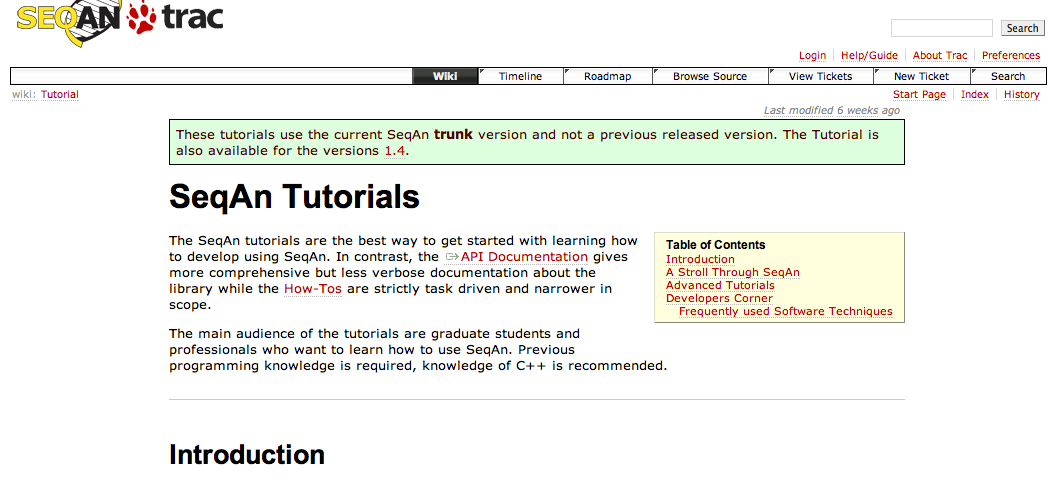 SEQAN trac
Search
Login Help/Guide About Trac Preferences
Wiki Timeline Roadmap Browse Source View Tickets New Ticket Search
wiki: Tutorial
Start Page Index History
Last modified 6 weeks ago
These tutorials use the current SeqAn trunk version and not a previous released version. The Tutorial is
also available for the versions 1.4.
SeqAn Tutorials
The SeqAn tutorials are the best way to get started with learning how
to develop using SeqAn. In contrast, the API Documentation gives
more comprehensive but less verbose documentation about the
library while the How-Tos are strictly task driven and narrower in
scope.
Table of Contents
Introduction
A Stroll Through SeqAn
Advanced Tutorials
Developers Corner
Frequently used Software Techniques
The main audience of the tutorials are graduate students and
professionals who want to learn how to use SeqAn. Previous
programming knowledge is required, knowledge of C++ is recommended.
Introduction